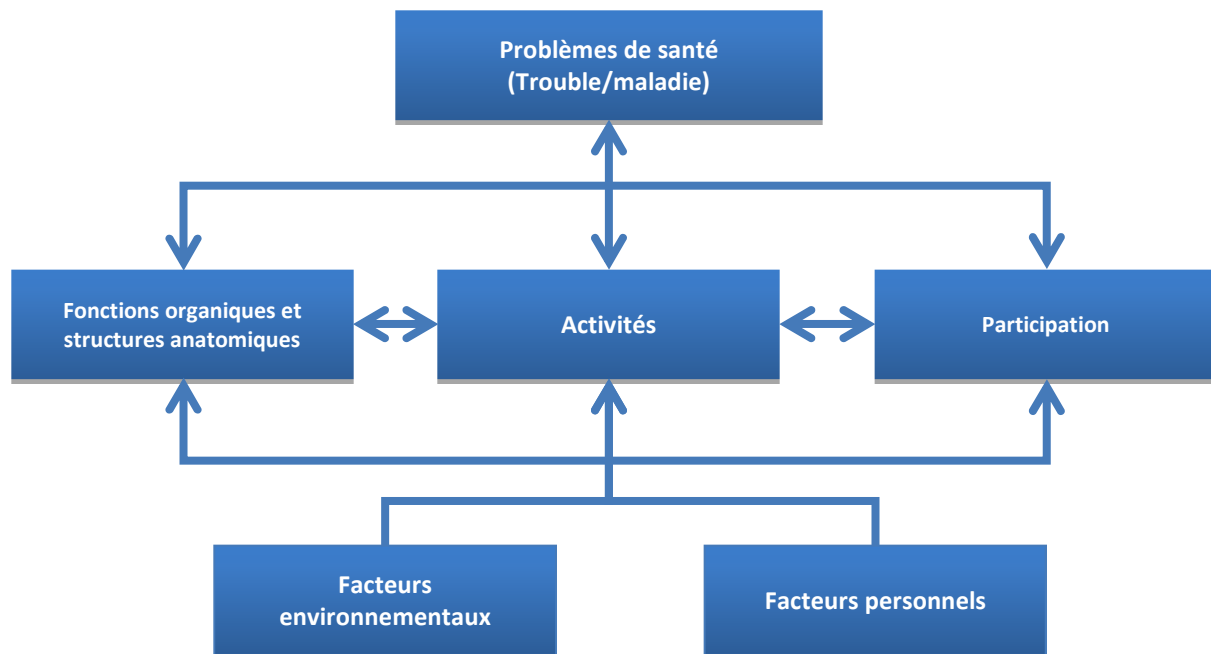 Problèmes de santé
(Trouble/maladie)
Fonctions organiques et
structures anatomiques
Activités
Participation
Facteurs
environnementaux
Facteurs personnels